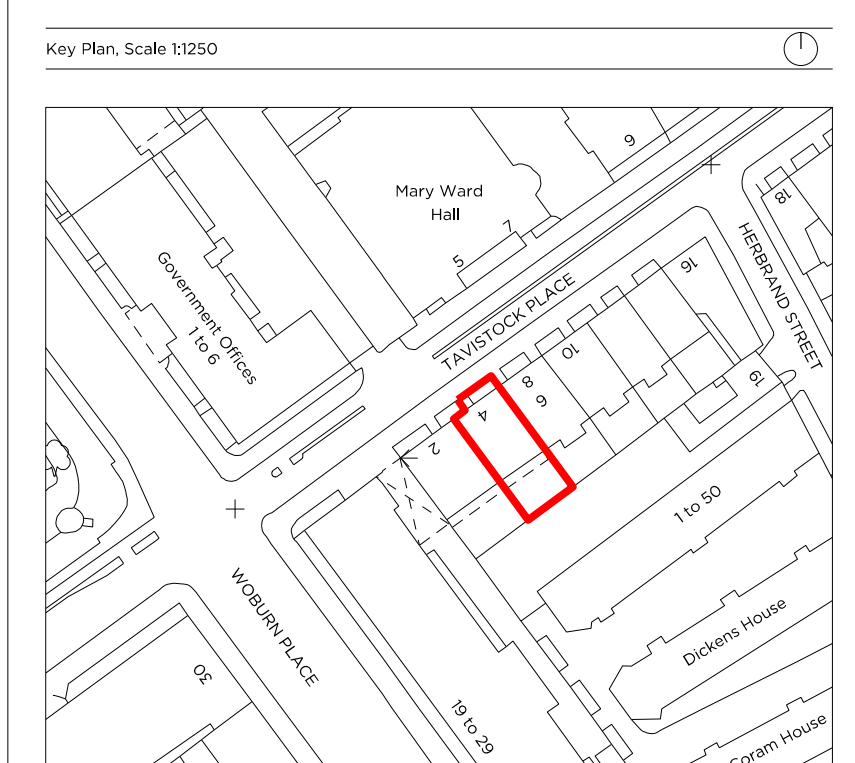 Key Plan, Scale 1:1250
Mary Ward
Hall
5
7
9
18
Government Offices
1 to 6
TAVISTOCK PLACE
HERBRAND STREET
16
10
8
6
4
2
19
1 to 50
WOBURN PLACE
Dickens House
30
19 to 29
Coram House